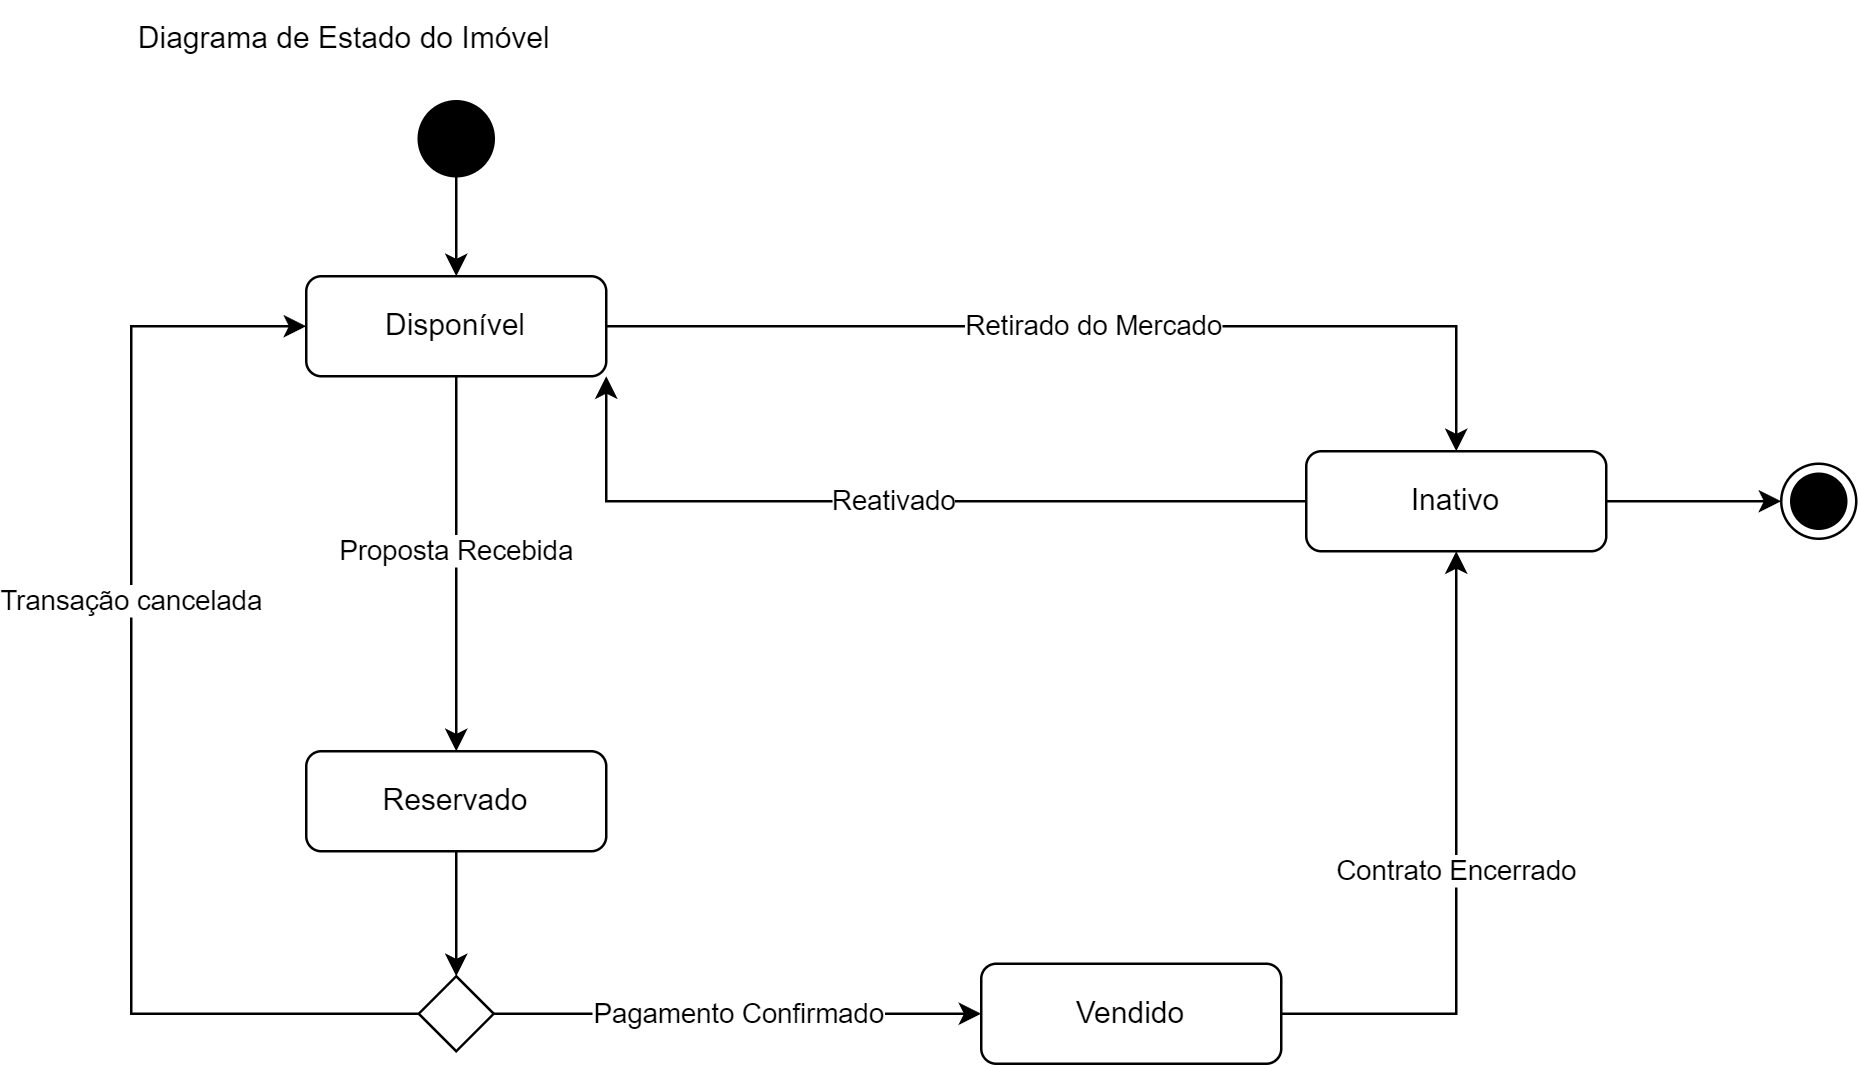 Diagrama de Estado do Imóvel
Disponível
Retirado do Mercado
Inativo
Reativado
Proposta Recebida
Transação cancelada
Reservado
Contrato Encerrado
Pagamento Confirmado
Vendido